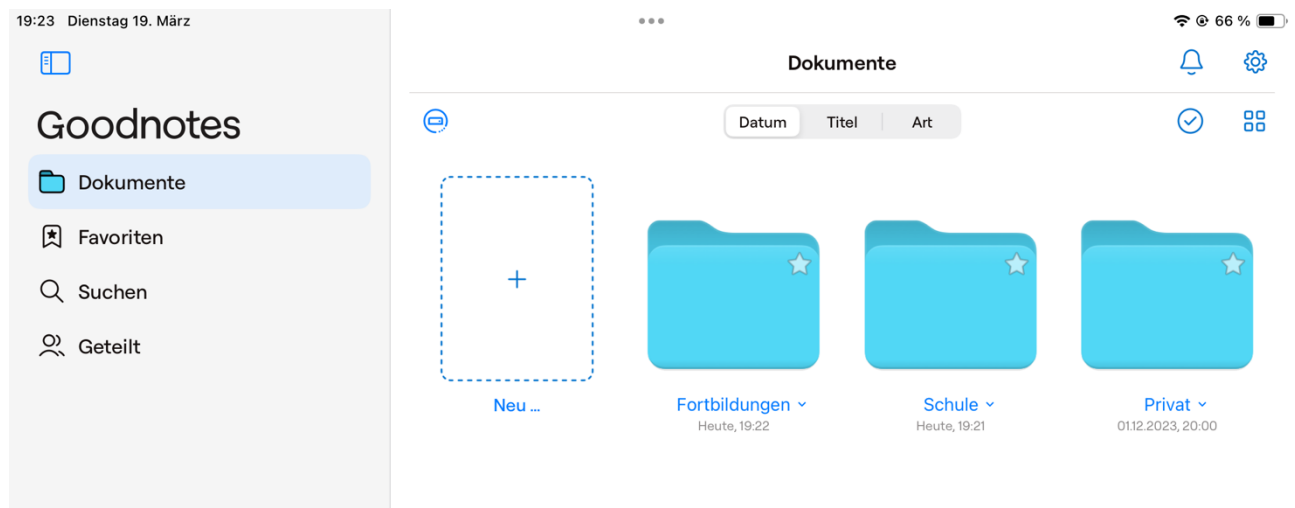 19:23 Dienstag 19. März
66 %
Dokumente
Goodnotes
Datum Titel Art
Dokumente
Favoriten
Suchen
Geteilt
Neu ...
Fortbildungen
Heute, 19:22
Schule
Heute, 19:21
Privat
01.12.2023, 20:00